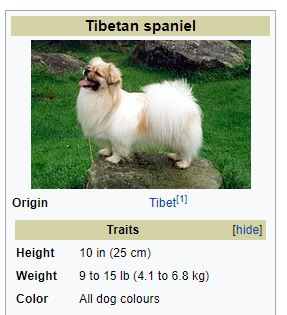 Tibetan spaniel
Origin Tibet[1]
Traits [hide]
Height 10 in (25 cm)
Weight 9 to 15 lb (4.1 to 6.8 kg)
Color All dog colours